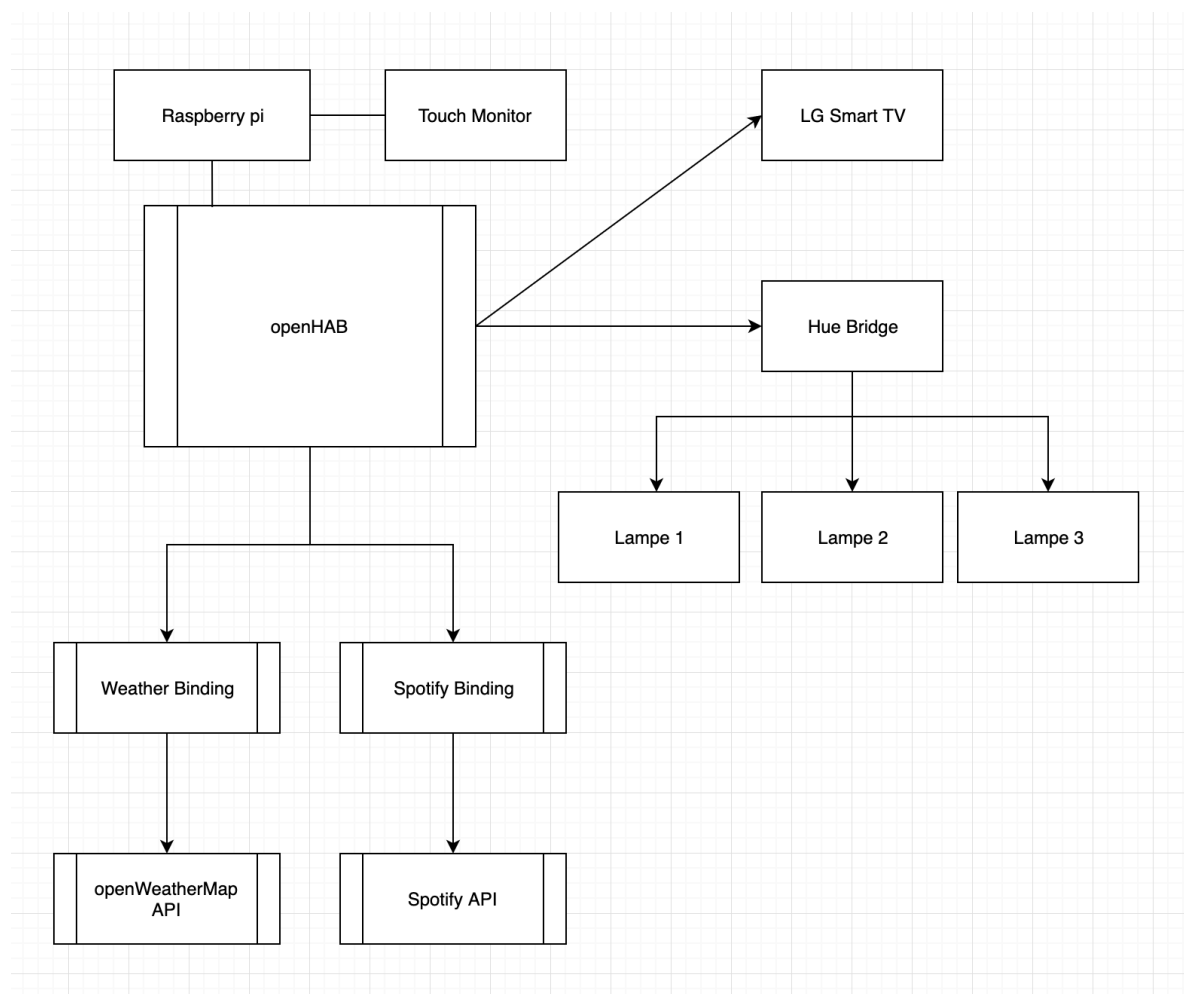 Raspberry pi
Touch Monitor
LG Smart TV
openHAB
Hue Bridge
Lampe 1
Lampe 2
Lampe 3
Weather Binding
Spotify Binding
openWeatherMap
API
Spotify API